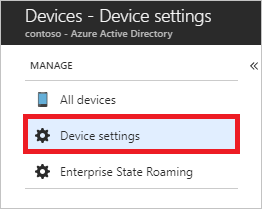 Devices - Device settings
contoso - Azure Active Directory
MANAGE
All devices
Device settings
Enterprise State Roaming